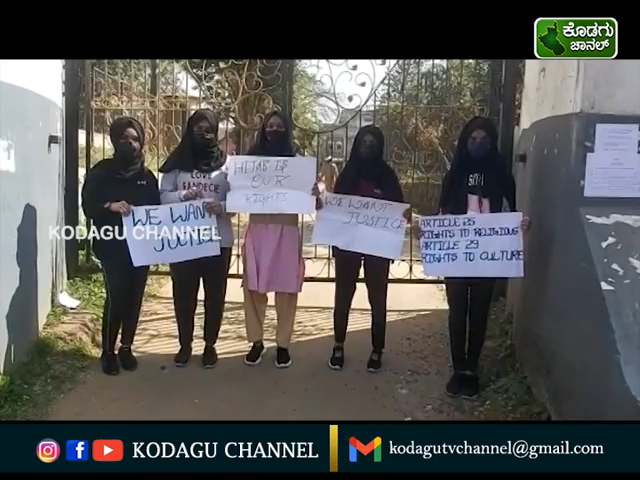 ಕೊಡಗು
ಚಾನಲ್
HIJAB IS
OUR
RIGHTS
WE WANT
JUSTICE
WE WANT
JUSTICE
ARTICLE 25
RIGHTS TO RELIGIOUS
ARTICLE 29
RIGHTS TO CULTURE
LOVE
KODAGU CHANNEL
KODAGU CHANNEL
kodagutvchannel@gmail.com